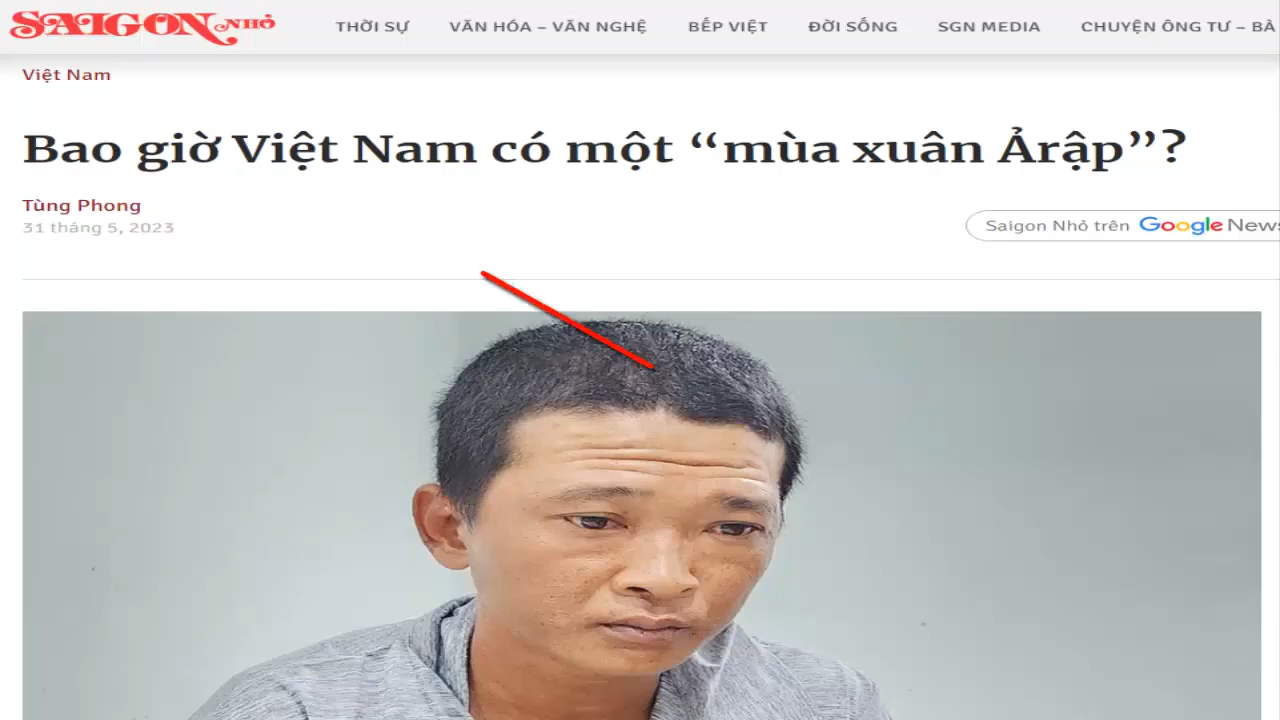 SAIGON NHỎ
THỜI SỰ VĂN HÓA – VĂN NGHỆ BẾP VIỆT ĐỜI SỐNG SGN MEDIA CHUYỆN ÔNG TƯ – BÀ
Việt Nam
Bao giờ Việt Nam có một “mùa xuân Ảrập”?
Tùng Phong
31 tháng 5, 2023
Saigon Nhỏ trên Google News